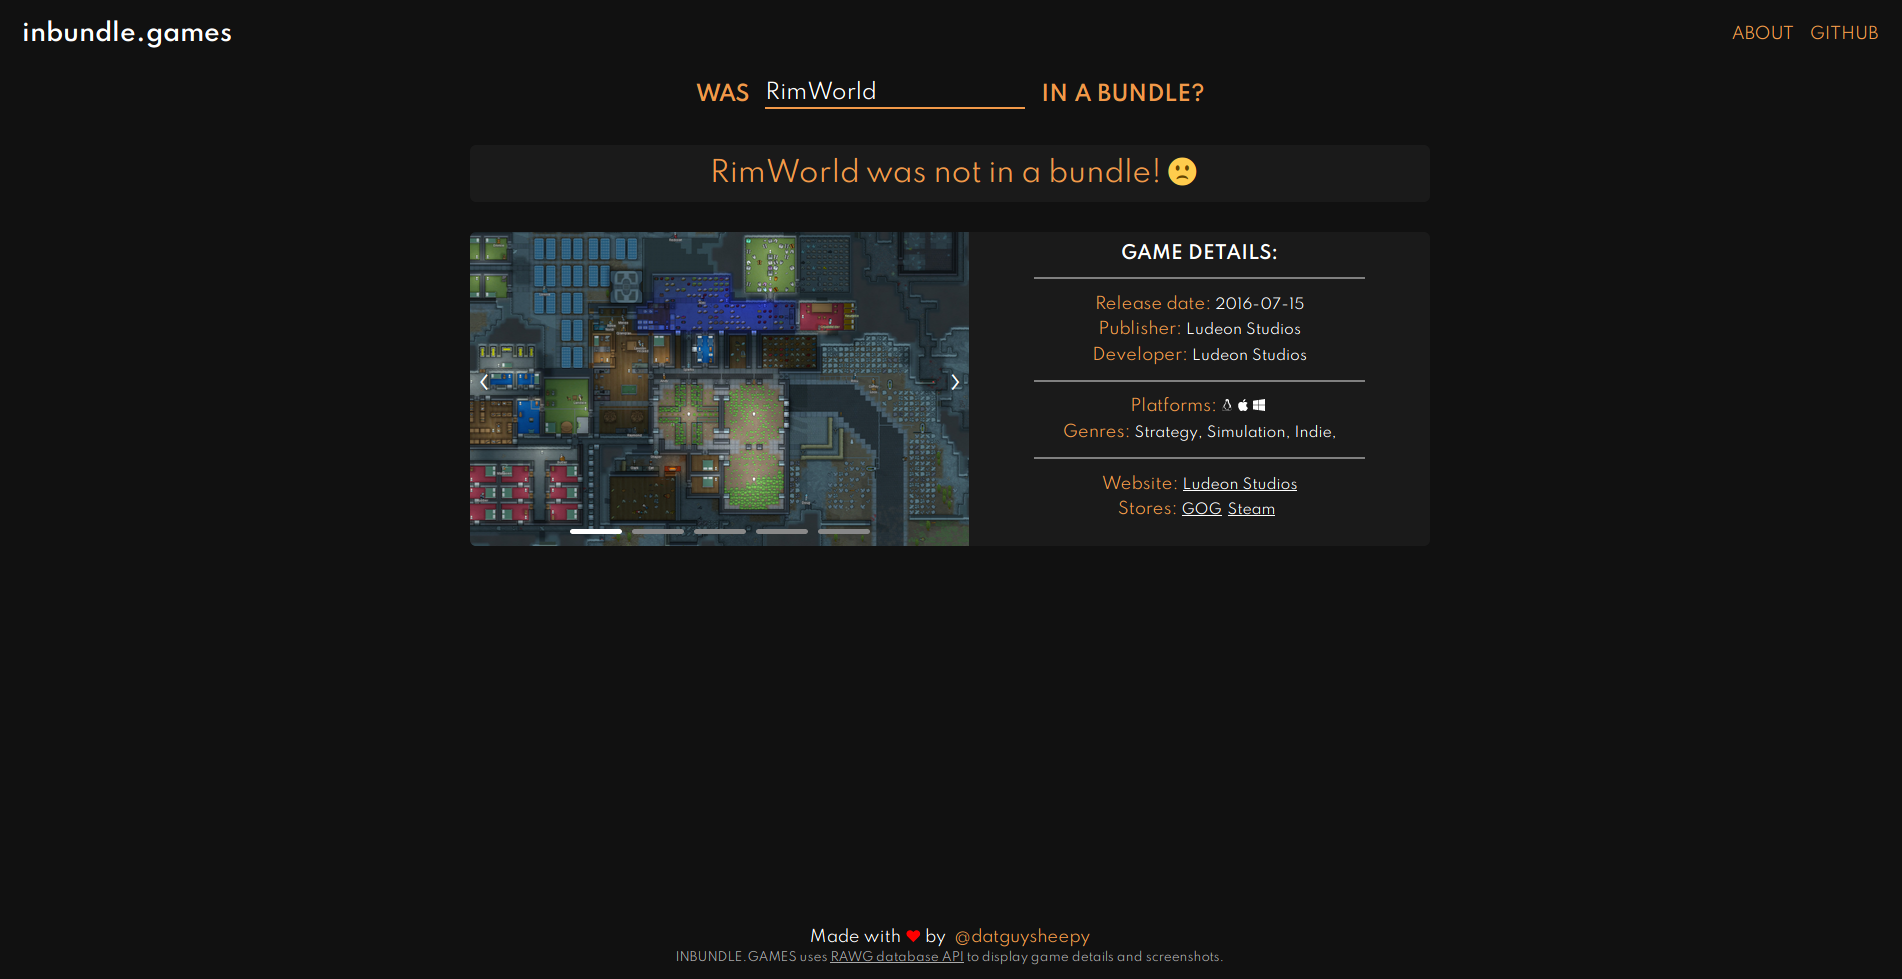 inbundle.games
ABOUT GITHUB
WAS RimWorld IN A BUNDLE?
RimWorld was not in a bundle! 🙁
GAME DETAILS:
Release date: 2016-07-15
Publisher: Ludeon Studios
Developer: Ludeon Studios
Platforms:
Genres: Strategy, Simulation, Indie,
Website: Ludeon Studios
Stores: GOG Steam
Made with ❤ by @datguysheepy
INBUNDLE.GAMES uses RAWG database API to display game details and screenshots.